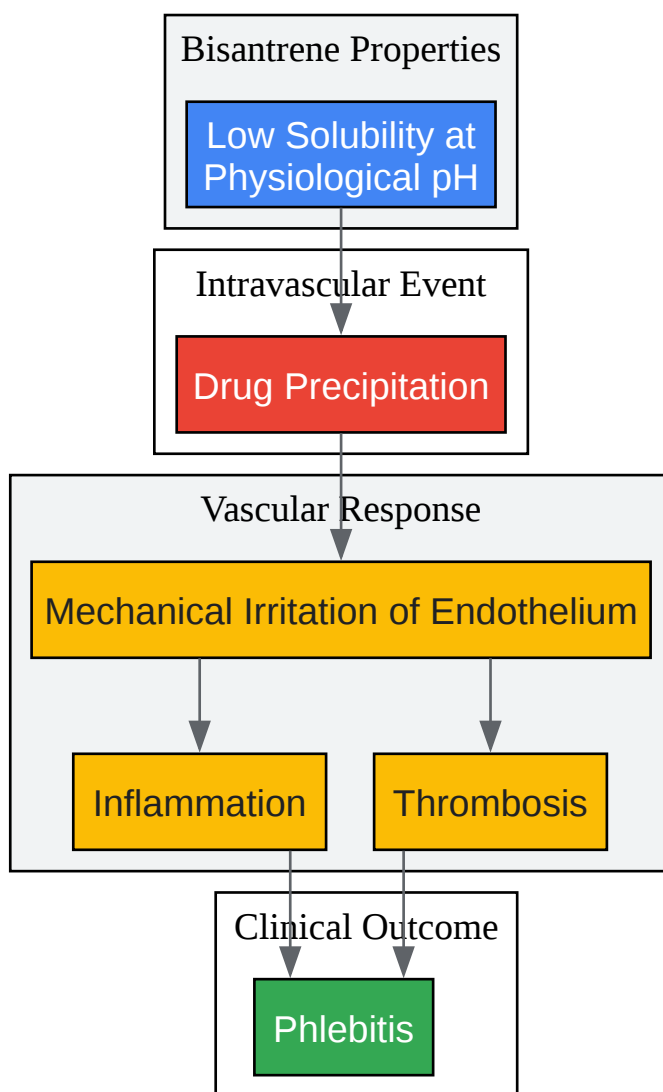 Bisantrene Properties
Low Solubility at
Physiological pH
Intravascular Event
Drug Precipitation
Vascular Response
Mechanical Irritation of Endothelium
Inflammation
Thrombosis
Clinical Outcome
Phlebitis